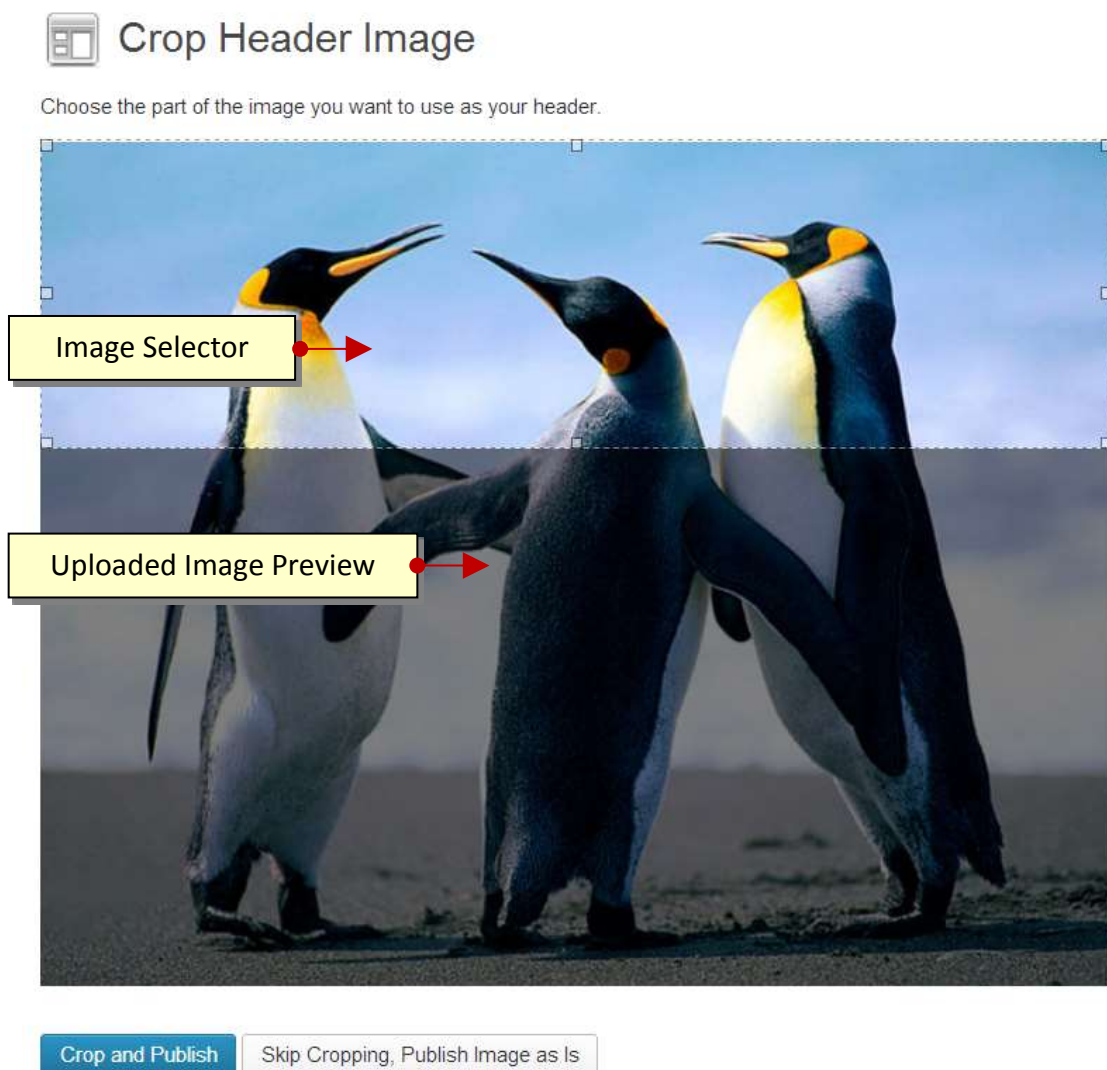 Crop Header Image
Choose the part of the image you want to use as your header.
Image Selector
Uploaded Image Preview
Crop and Publish
Skip Cropping, Publish Image as Is